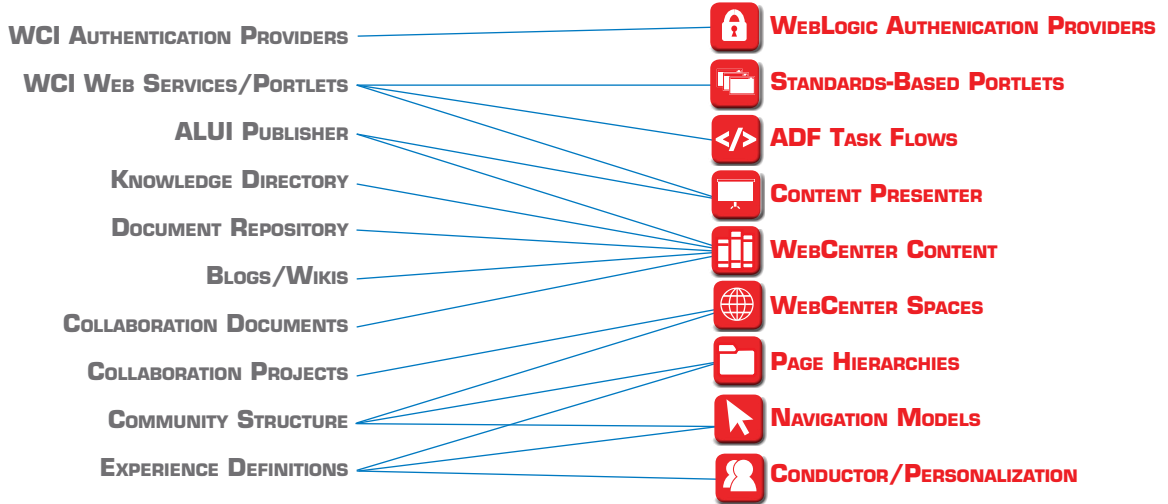 WCI Authentication Providers
WCI Web Services/Portlets
ALUI Publisher
Knowledge Directory
Document Repository
Blogs/Wikis
Collaboration Documents
Collaboration Projects
Community Structure
Experience Definitions
WebLogic Authenication Providers
Standards-Based Portlets
</> ADF Task Flows
Content Presenter
WebCenter Content
WebCenter Spaces
Page Hierarchies
Navigation Models
Conductor/Personalization